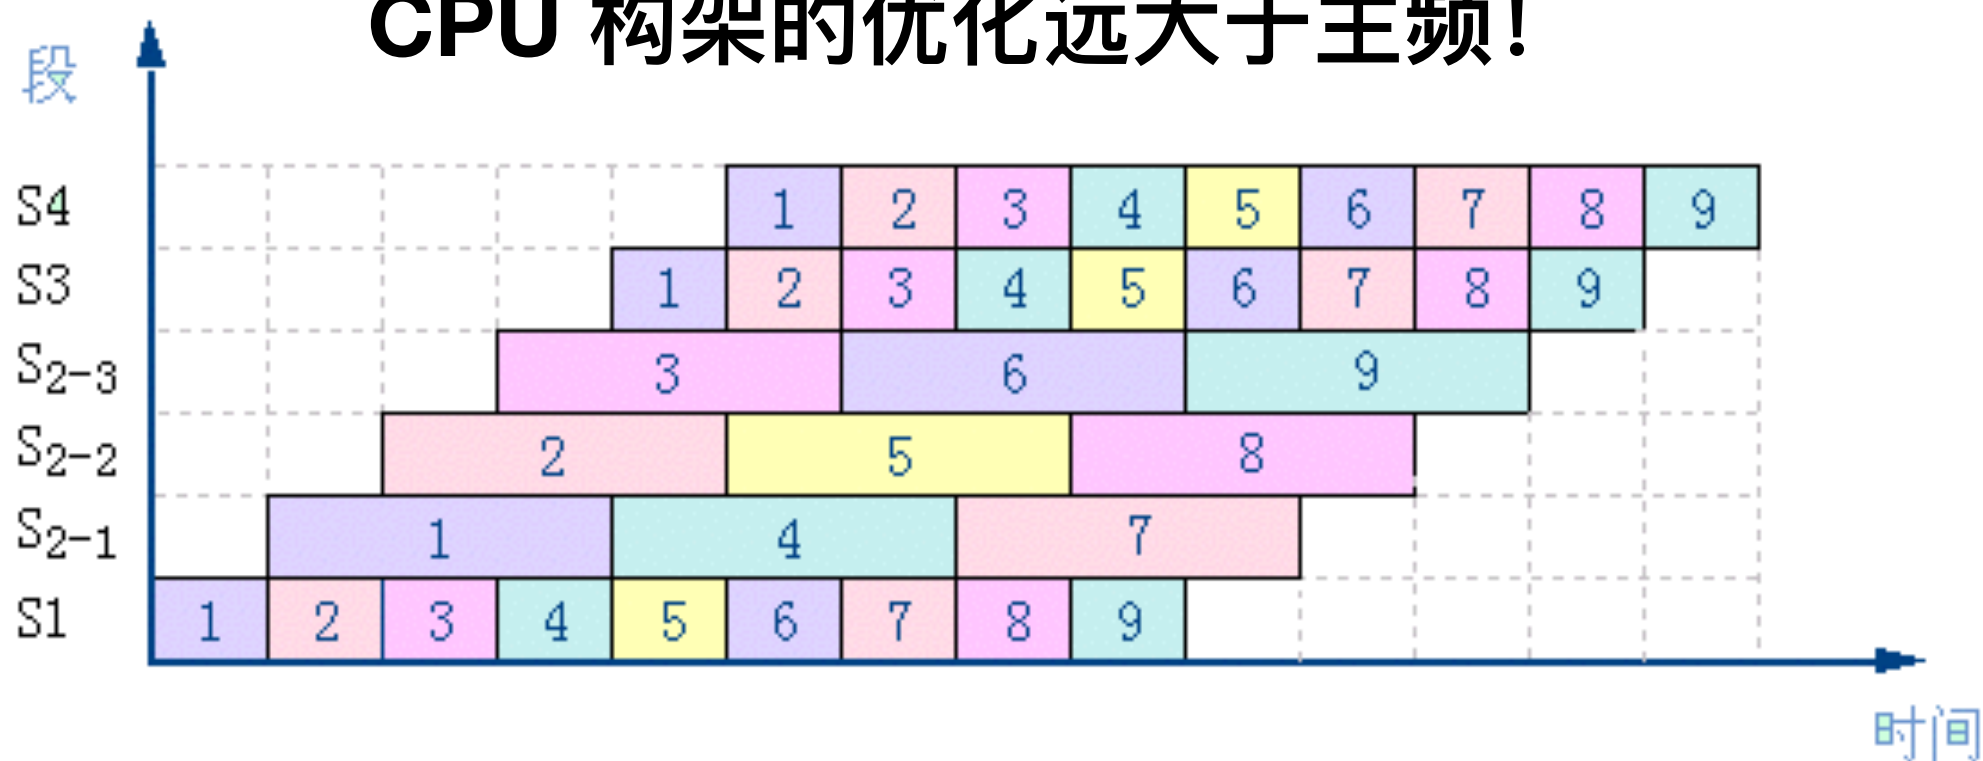 CPU 构架的优化远大于主频！
段
S4 1 2 3 4 5 6 7 8 9
S3 1 2 3 4 5 6 7 8 9
S2-3 3 6 9
S2-2 2 5 8
S2-1 1 4 7
S1 1 2 3 4 5 6 7 8 9
时间